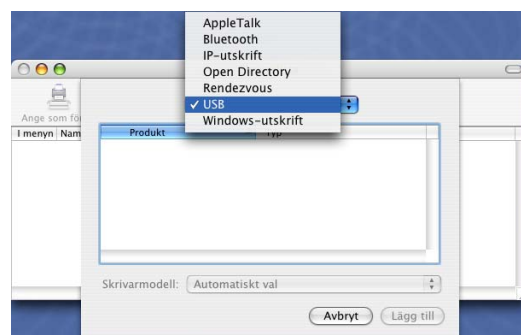 AppleTalk
Bluetooth
IP-utskrift
Open Directory
Rendezvous
✓ USB
Windows-utskrift
Ange som för
I menyn Nam
Produkt Typ
Skrivarmodell: Automatiskt val
Avbryt Lägg till